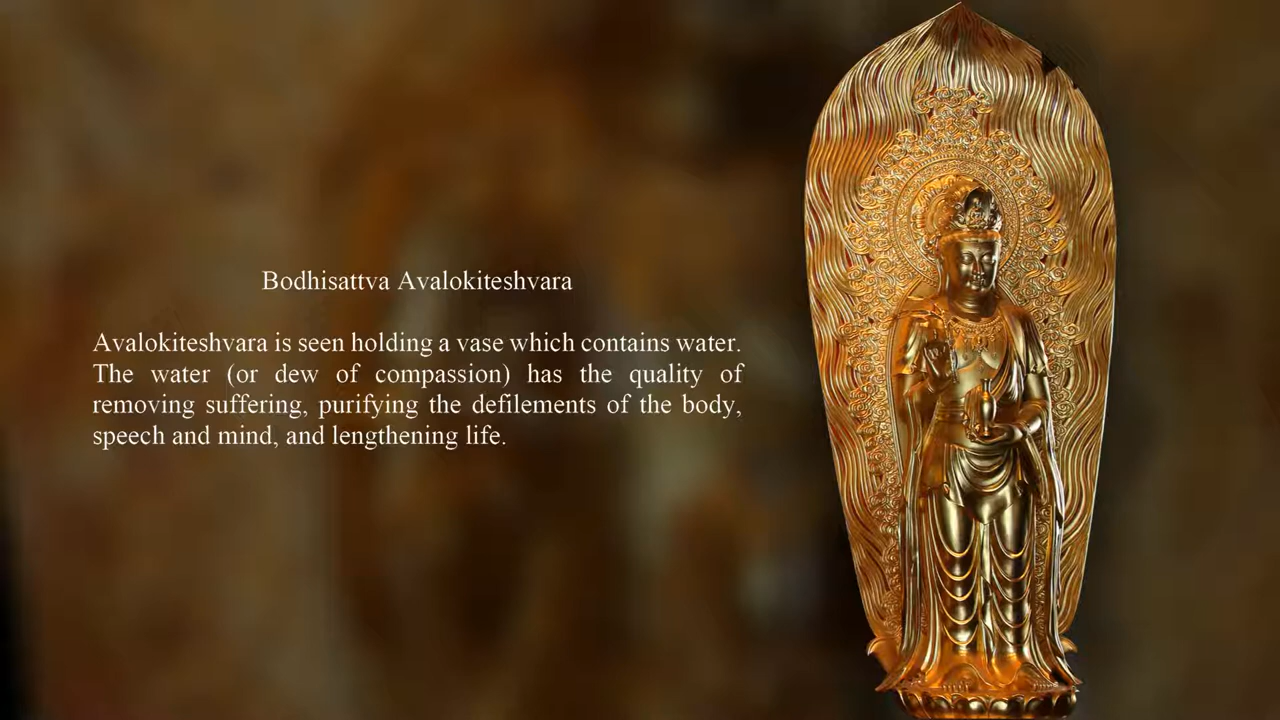 Bodhisattva Avalokiteshvara
Avalokiteshvara is seen holding a vase which contains water.
The water (or dew of compassion) has the quality of
removing suffering, purifying the defilements of the body,
speech and mind, and lengthening life.